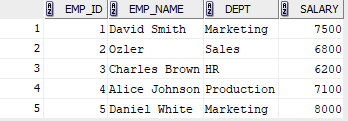 EMP_ID EMP_NAME DEPT SALARY
1 1 David Smith Marketing 7500
2 2 Ozler Sales 6800
3 3 Charles Brown HR 6200
4 4 Alice Johnson Production 7100
5 5 Daniel White Marketing 8000